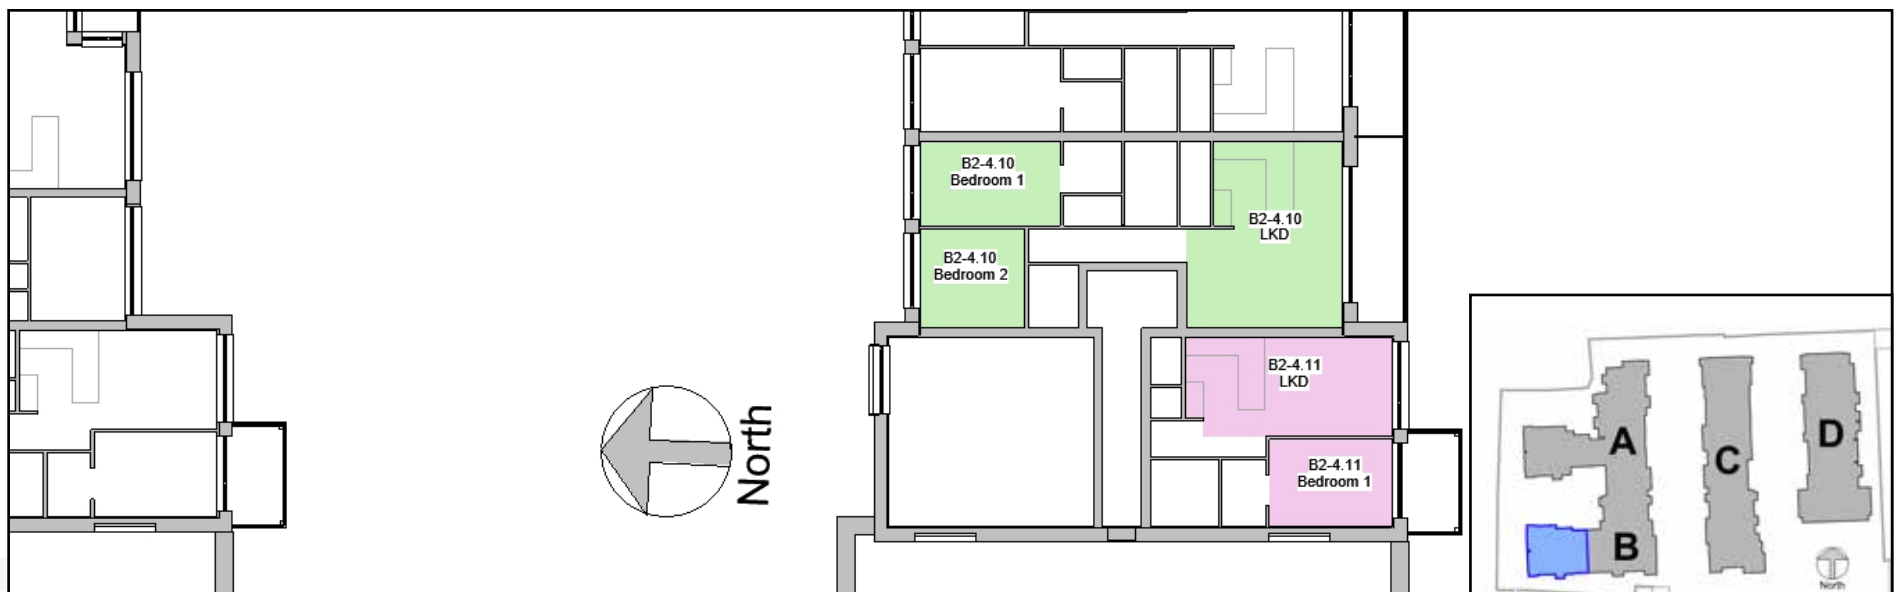 B2-4.10
Bedroom 1
B2-4.10
LKD
B2-4.10
Bedroom 2
B2-4.11
LKD
B2-4.11
Bedroom 1
North
A
B
C
D
North